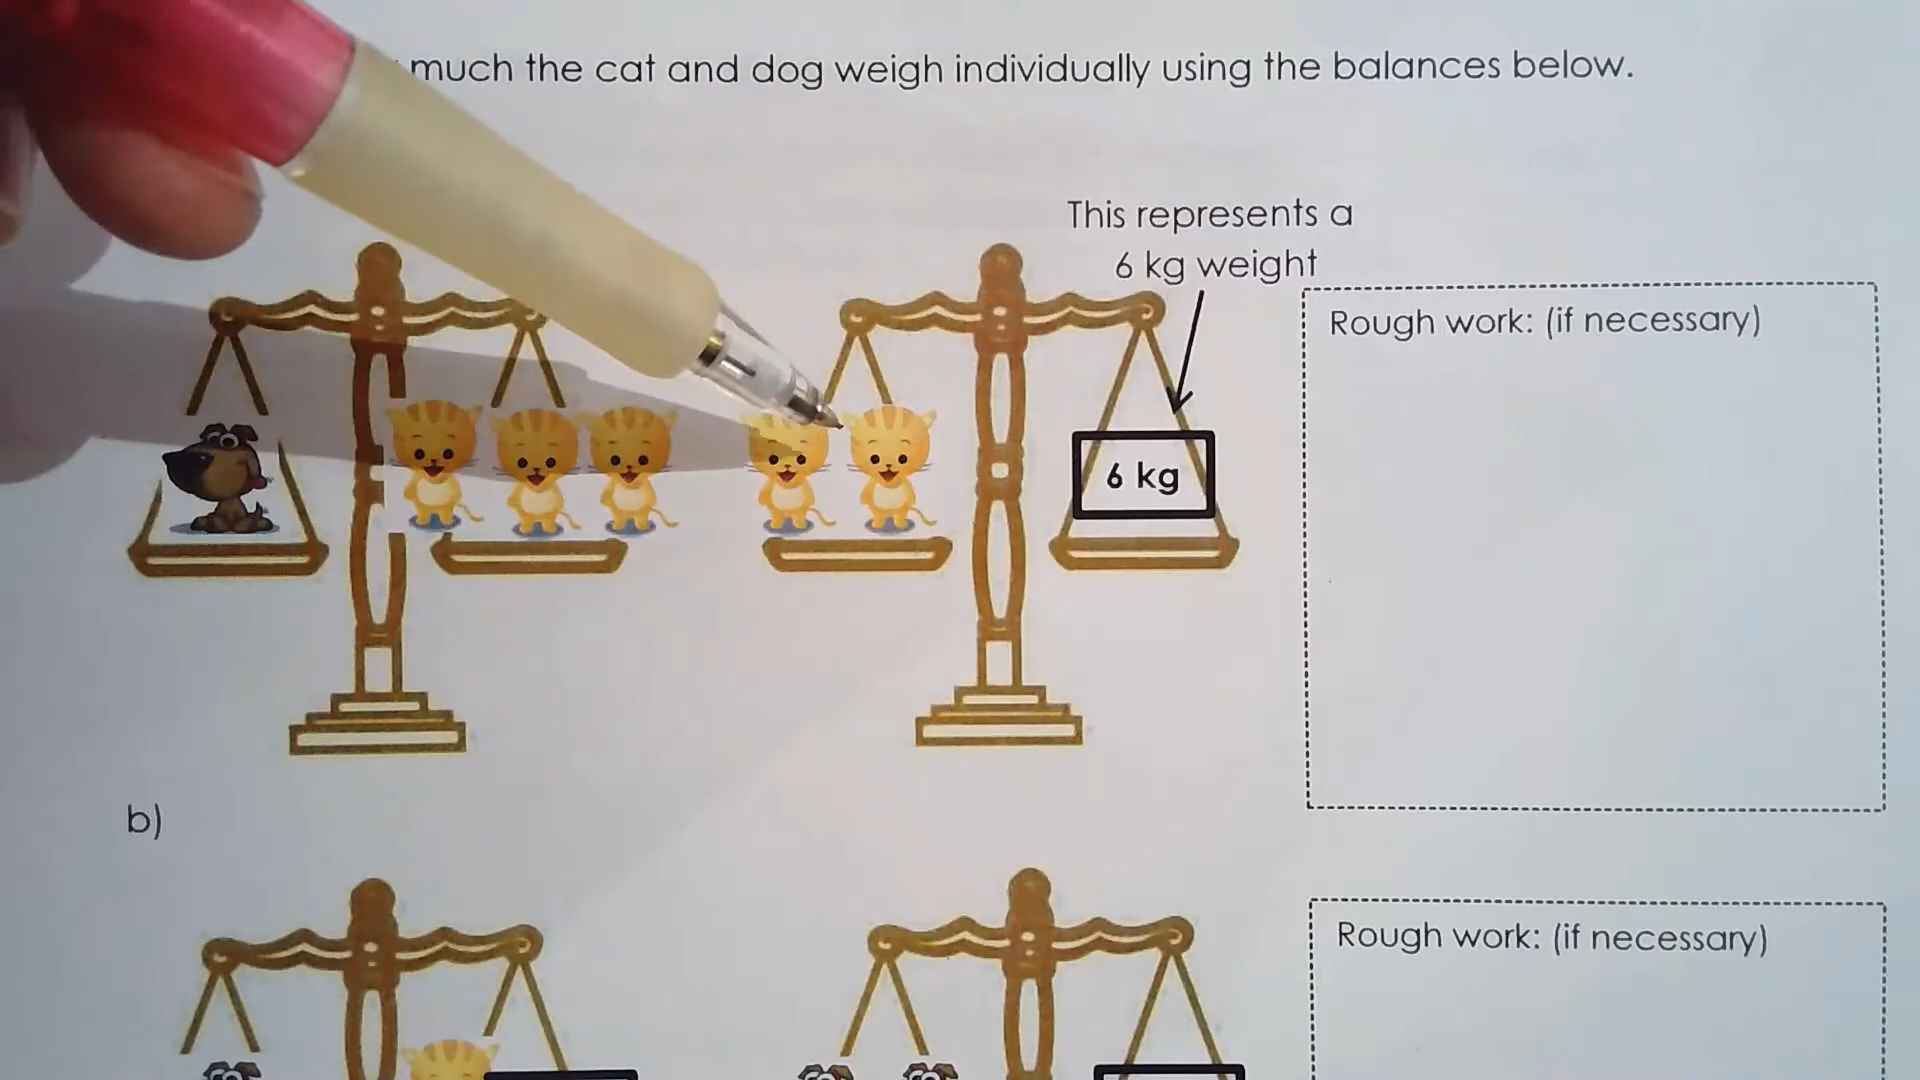 much the cat and dog weigh individually using the balances below.
This represents a
6 kg weight
Rough work: (if necessary)
6 kg
b)
Rough work: (if necessary)